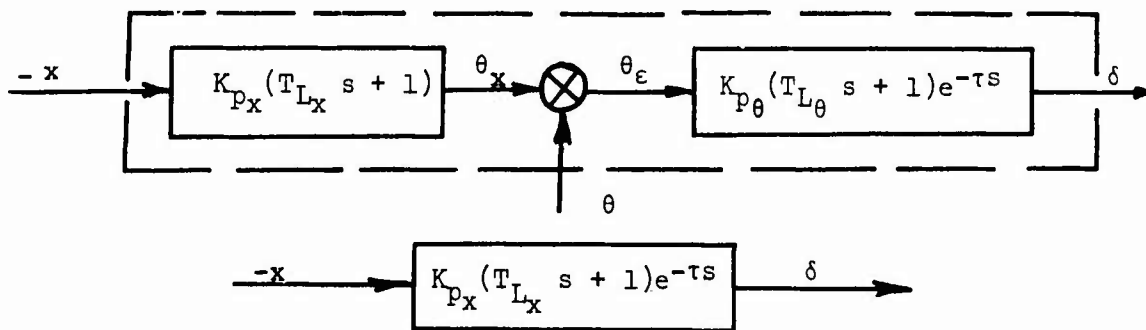 - x
K_{p_x}(T_{L_x} s + 1)
θ_x
θ_ε
K_{p_θ}(T_{L_θ} s + 1)e^{-τs}
δ
θ
-x
K_{p_x}(T_{L_x} s + 1)e^{-τs}
δ